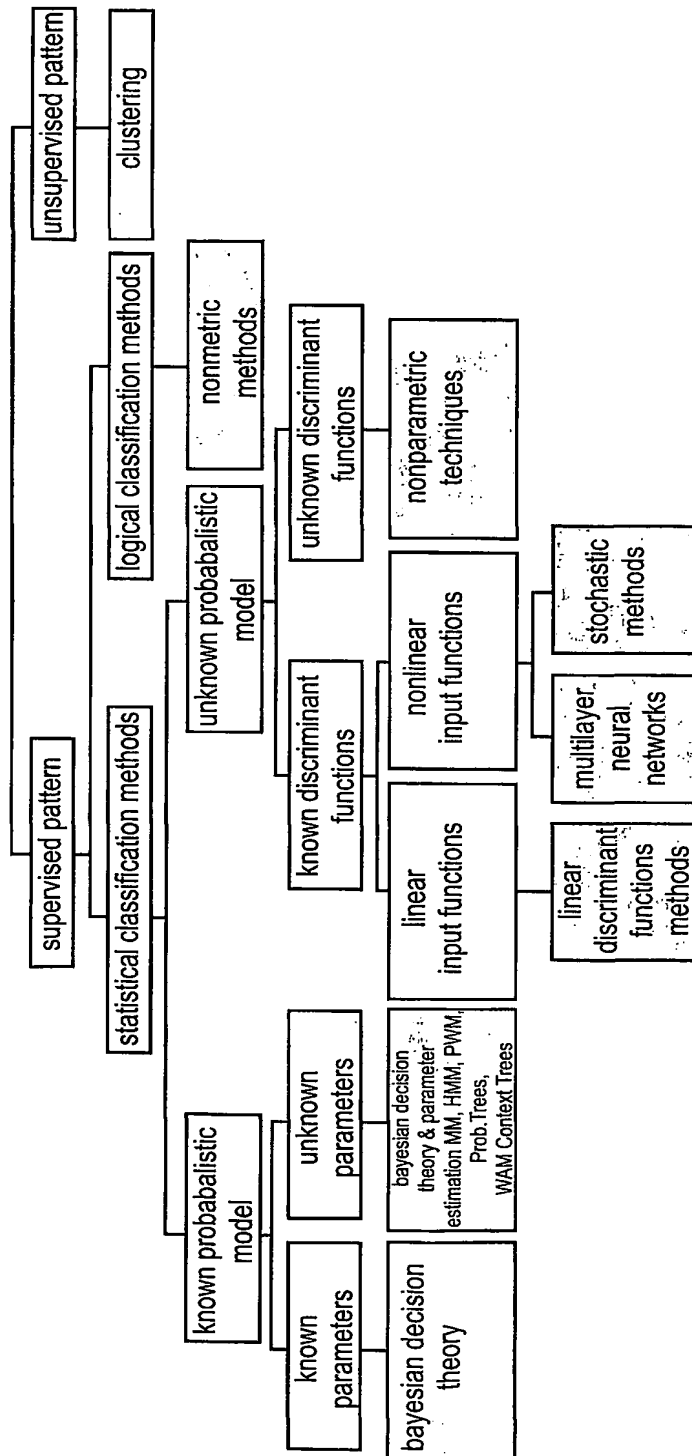 supervised pattern
unsupervised pattern
statistical classification methods
logical classification methods
clustering
known probabalistic
model
unknown probabalistic
model
nonmetric
methods
known
parameters
unknown
parameters
known discriminant
functions
unknown discriminant
functions
bayesian decision
theory
bayesian decision
theory & parameter
estimation MM, HMM, PWM,
Prob.Trees,
WAM Context Trees
linear
input functions
nonlinear
input functions
nonparametric
techniques
linear
discriminant
functions
methods
multilayer
neural
networks
stochastic
methods